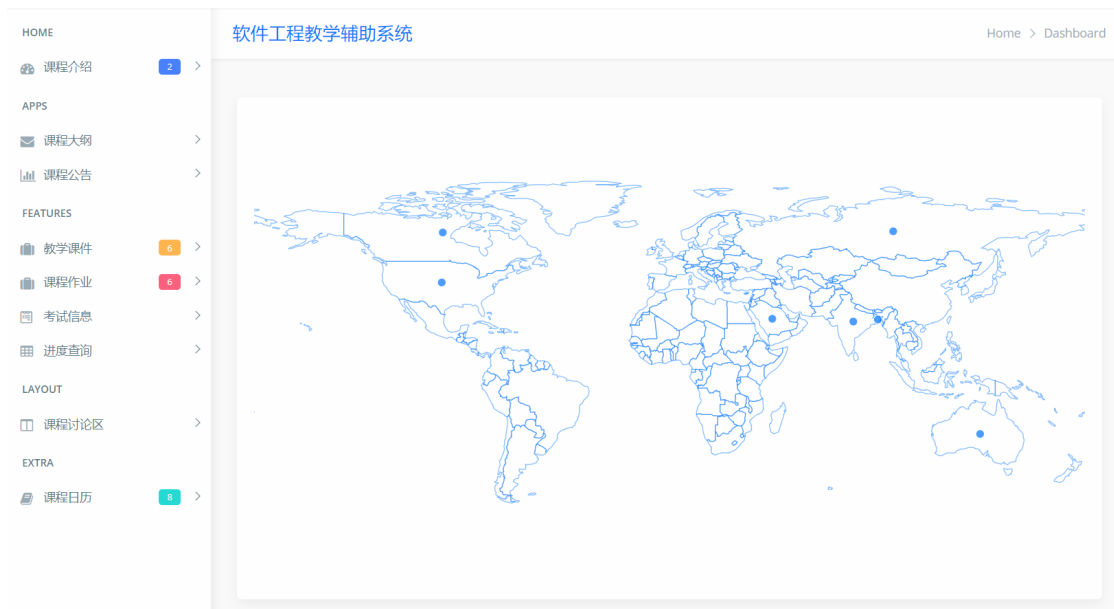 HOME
课程介绍 2
APPS
课程大纲
课程公告
FEATURES
教学课件 6
课程作业 6
考试信息
进度查询
LAYOUT
课程讨论区
EXTRA
课程日历 8
软件工程教学辅助系统
Home > Dashboard